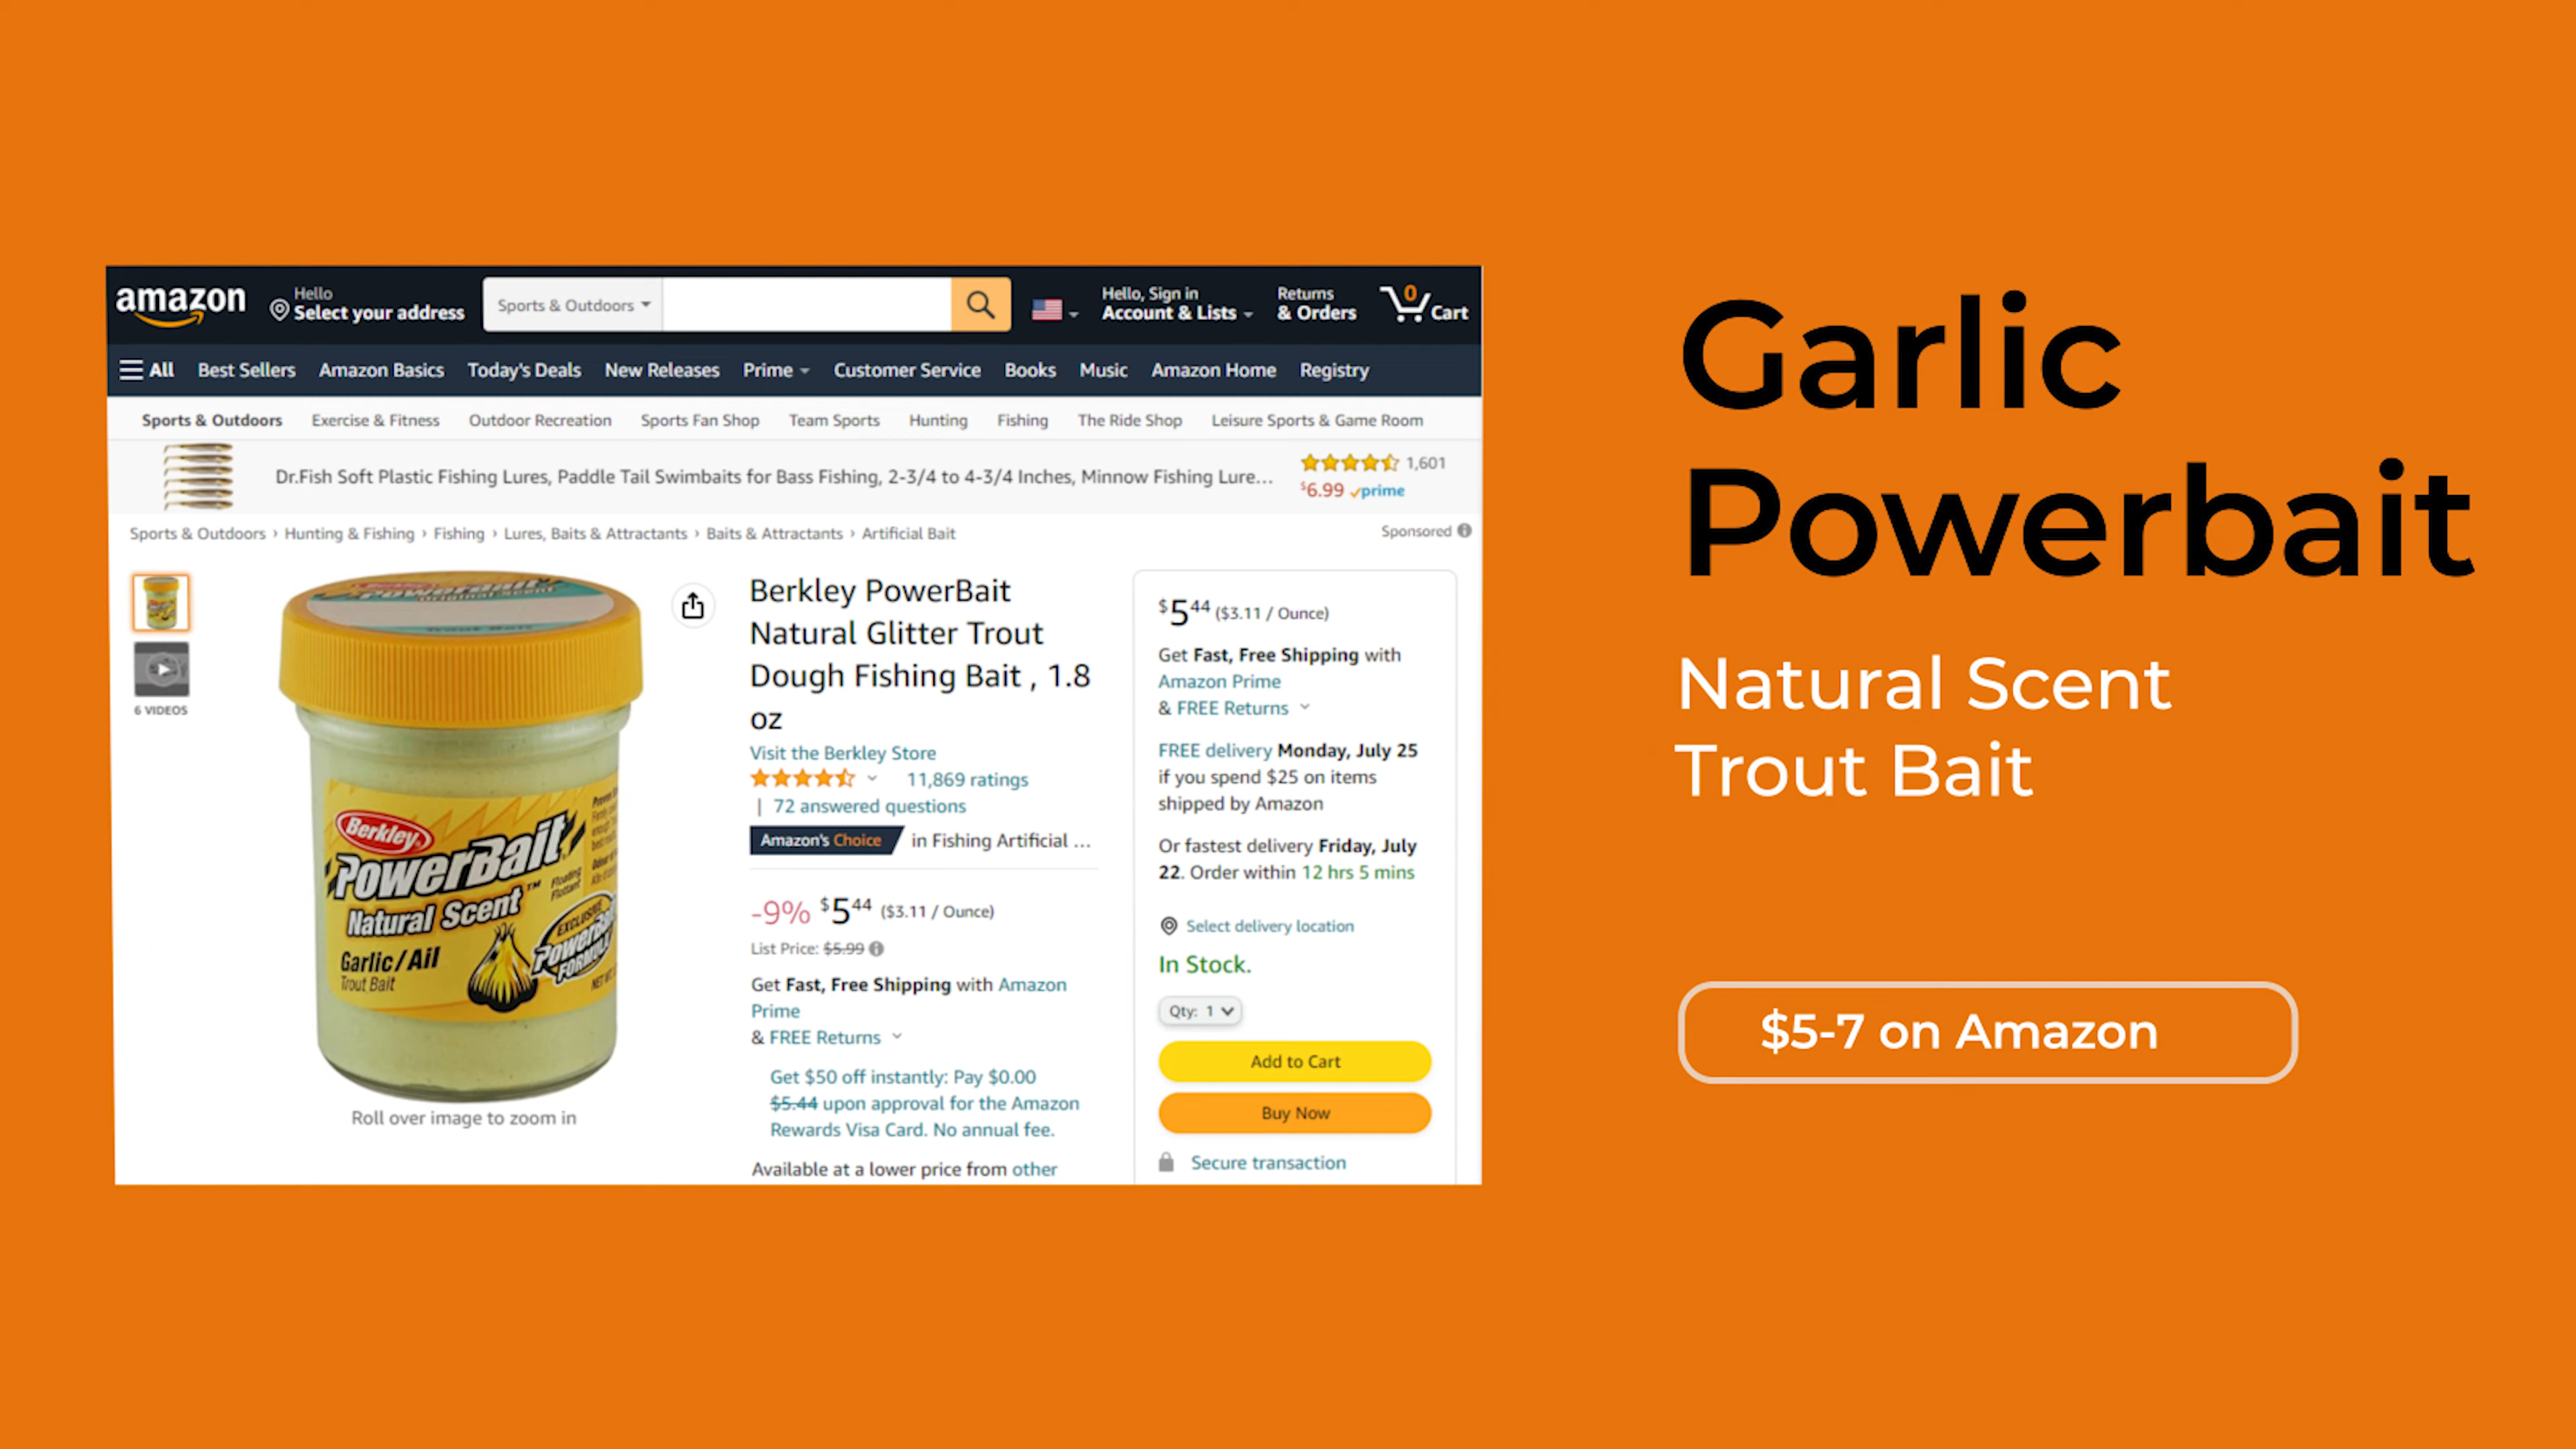 amazon
Hello
Select your address
Sports & Outdoors
Hello, Sign in
Account & Lists
Returns
& Orders
0
Cart
All Best Sellers Amazon Basics Today's Deals New Releases Prime Customer Service Books Music Amazon Home Registry
Sports & Outdoors Exercise & Fitness Outdoor Recreation Sports Fan Shop Team Sports Hunting Fishing The Ride Shop Leisure Sports & Game Room
Dr.Fish Soft Plastic Fishing Lures, Paddle Tail Swimbaits for Bass Fishing, 2-3/4 to 4-3/4 Inches, Minnow Fishing Lure...
1,601
$6.99 prime
Sports & Outdoors › Hunting & Fishing › Fishing › Lures, Baits & Attractants › Baits & Attractants › Artificial Bait
Sponsored
6 VIDEOS
Berkley
PowerBait
Natural Scent™
Floating
Flottant
Garlic/Ail
Trout Bait
EXCLUSIVE
PowerBait
FORMULA
Roll over image to zoom in
Berkley PowerBait
Natural Glitter Trout
Dough Fishing Bait , 1.8
oz
Visit the Berkley Store
11,869 ratings
| 72 answered questions
Amazon's Choice in Fishing Artificial ...
-9% $544 ($3.11 / Ounce)
List Price: $5.99
Get Fast, Free Shipping with Amazon
Prime
& FREE Returns
Get $50 off instantly: Pay $0.00
$5.44 upon approval for the Amazon
Rewards Visa Card. No annual fee.
Available at a lower price from other
$544 ($3.11 / Ounce)
Get Fast, Free Shipping with
Amazon Prime
& FREE Returns
FREE delivery Monday, July 25
if you spend $25 on items
shipped by Amazon
Or fastest delivery Friday, July
22. Order within 12 hrs 5 mins
Select delivery location
In Stock.
Qty: 1
Add to Cart
Buy Now
Secure transaction
Garlic
Powerbait
Natural Scent
Trout Bait
$5-7 on Amazon